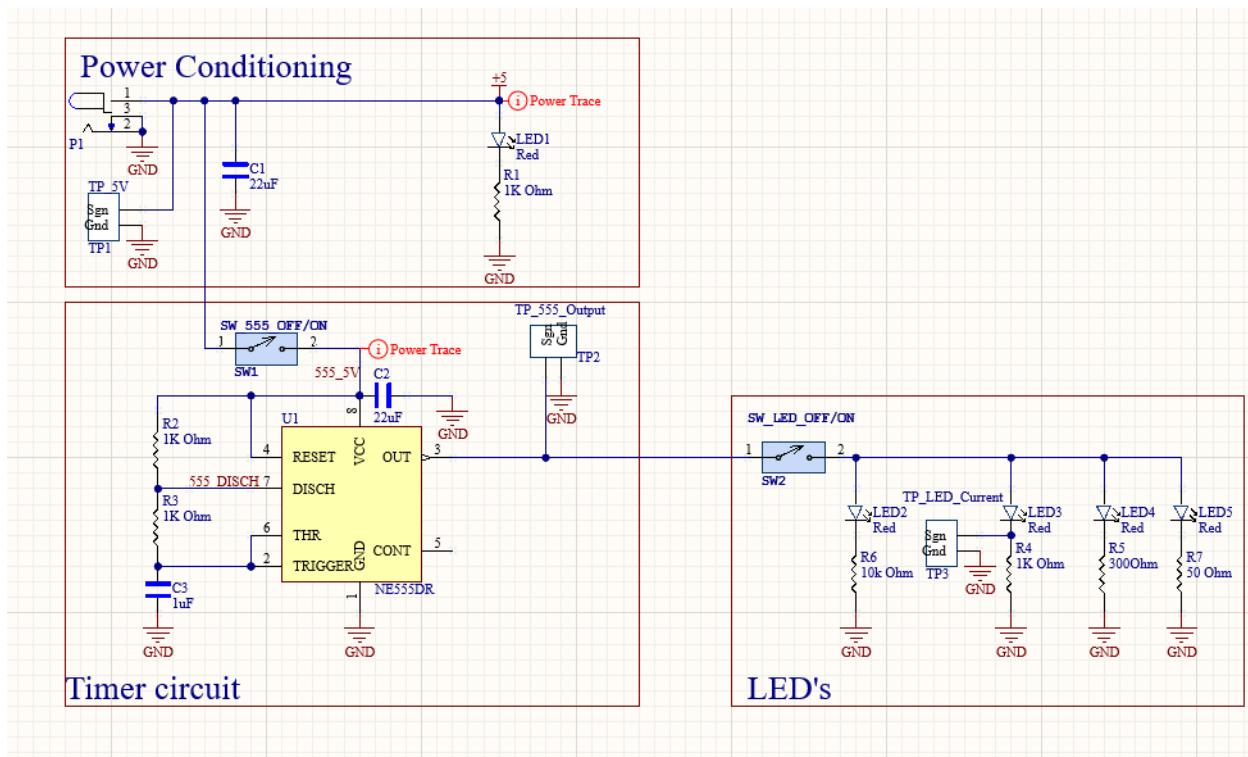 Power Conditioning
1
3
2
P1
GND
TP_5V
Sgn
Gnd
TP1
GND
C1
22uF
GND
+5
i Power Trace
LED1
Red
R1
1K Ohm
GND
SW_555_OFF/ON
1
2
SW1
i Power Trace
555_5V
C2
22uF
GND
TP_555_Output
Sgn
Gnd
TP2
GND
R2
1K Ohm
U1
8
4
RESET
VCC
OUT
3
555_DISCH
7
DISCH
R3
1K Ohm
6
THR
CONT
5
2
TRIGGER
GND
NE555DR
1
C3
1uF
GND
GND
Timer circuit
SW_LED_OFF/ON
1
2
SW2
LED2
Red
R6
10k Ohm
GND
TP_LED_Current
Sgn
Gnd
TP3
GND
LED3
Red
R4
1K Ohm
GND
LED4
Red
R5
300Ohm
GND
LED5
Red
R7
50 Ohm
GND
LED's